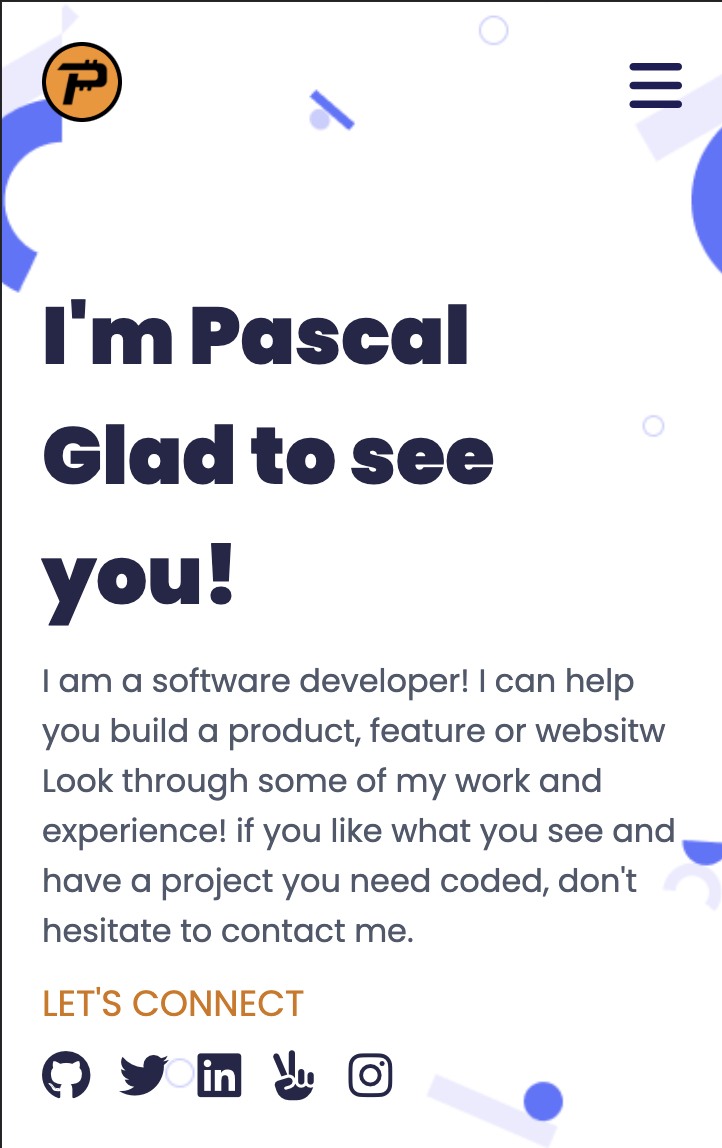 P
I'm Pascal
Glad to see
you!
I am a software developer! I can help
you build a product, feature or websitw
Look through some of my work and
experience! if you like what you see and
have a project you need coded, don't
hesitate to contact me.
LET'S CONNECT
in